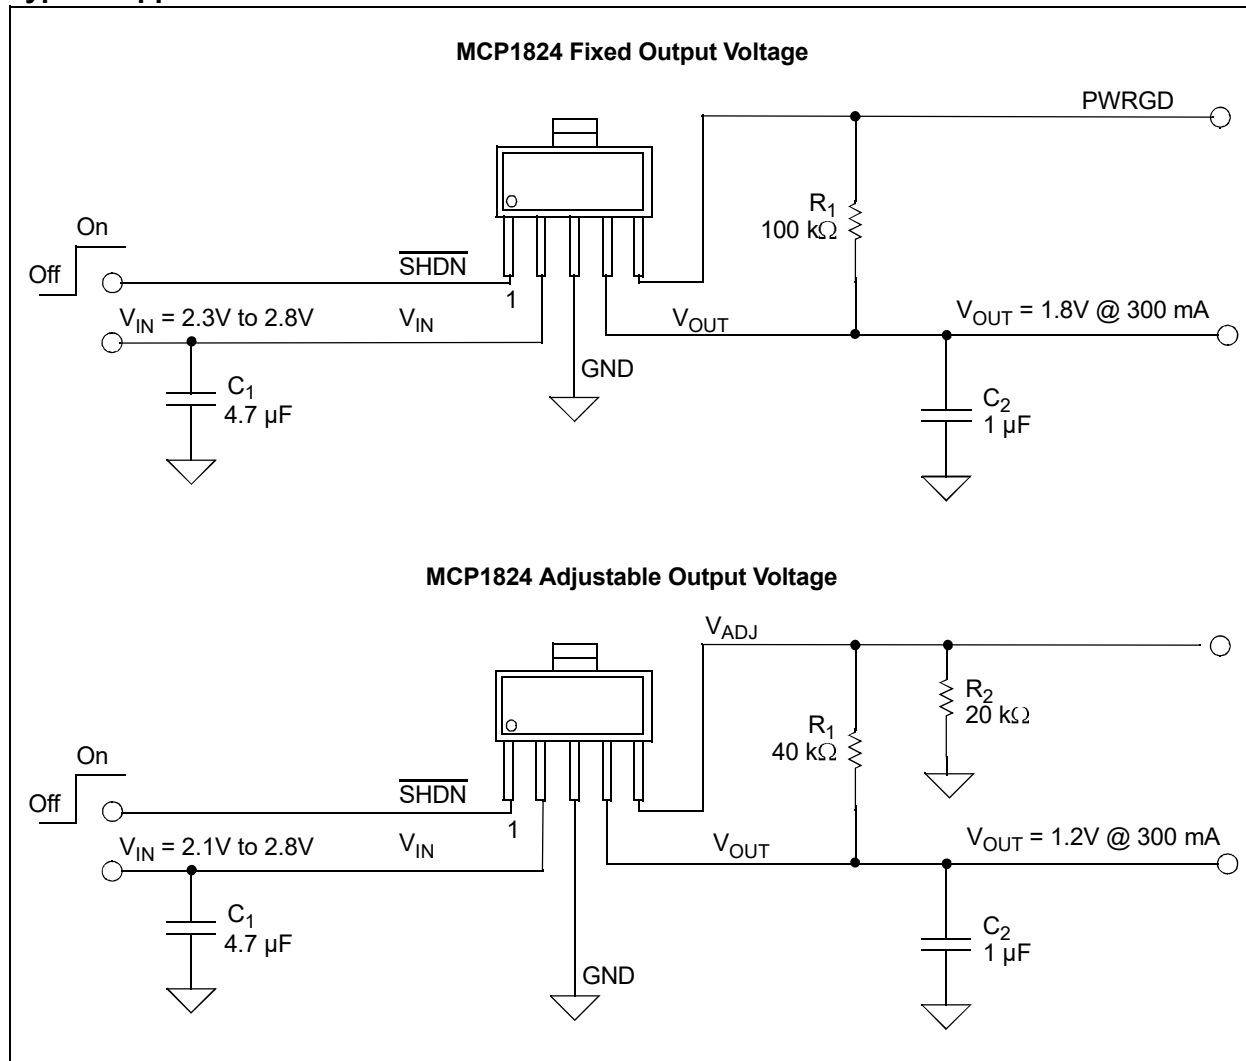 MCP1824 Fixed Output Voltage
PWRGD
On
Off
SHDN
1
R1
100 kΩ
VIN = 2.3V to 2.8V
VIN
VOUT
VOUT = 1.8V @ 300 mA
GND
C1
4.7 µF
C2
1 µF
MCP1824 Adjustable Output Voltage
VADJ
R2
20 kΩ
R1
40 kΩ
On
Off
SHDN
1
VIN = 2.1V to 2.8V
VIN
VOUT
VOUT = 1.2V @ 300 mA
C1
4.7 µF
C2
1 µF
GND